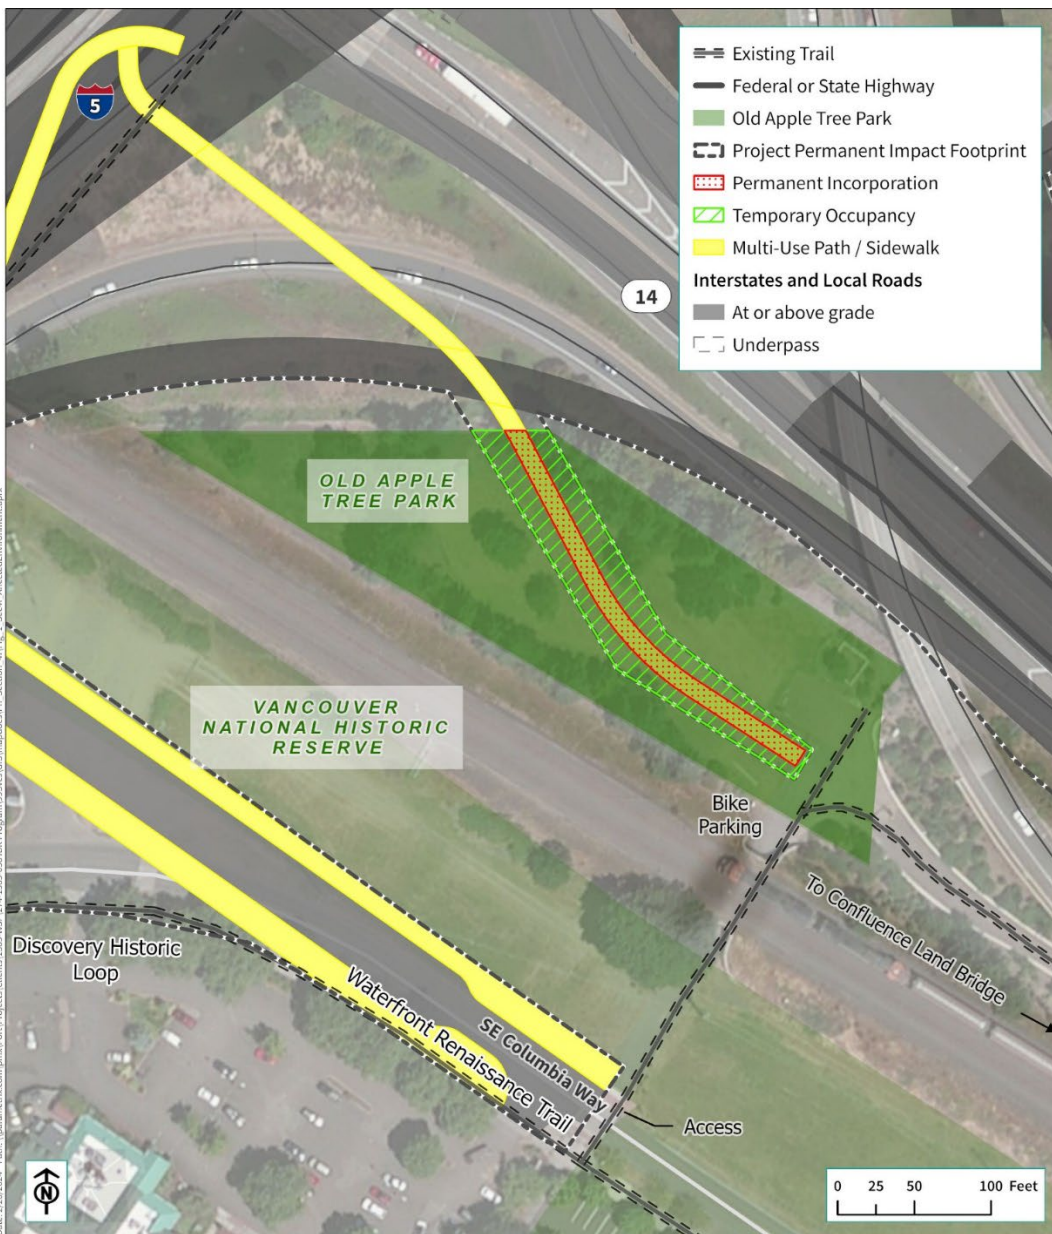 5
Existing Trail
Federal or State Highway
Old Apple Tree Park
Project Permanent Impact Footprint
Permanent Incorporation
Temporary Occupancy
Multi-Use Path / Sidewalk
Interstates and Local Roads
At or above grade
Underpass
14
OLD APPLE
TREE PARK
VANCOUVER
NATIONAL HISTORIC
RESERVE
Bike
Parking
To Confluence Land Bridge
Discovery Historic
Loop
Waterfront Renaissance Trail
SE Columbia Way
Access
N
0 25 50 100 Feet